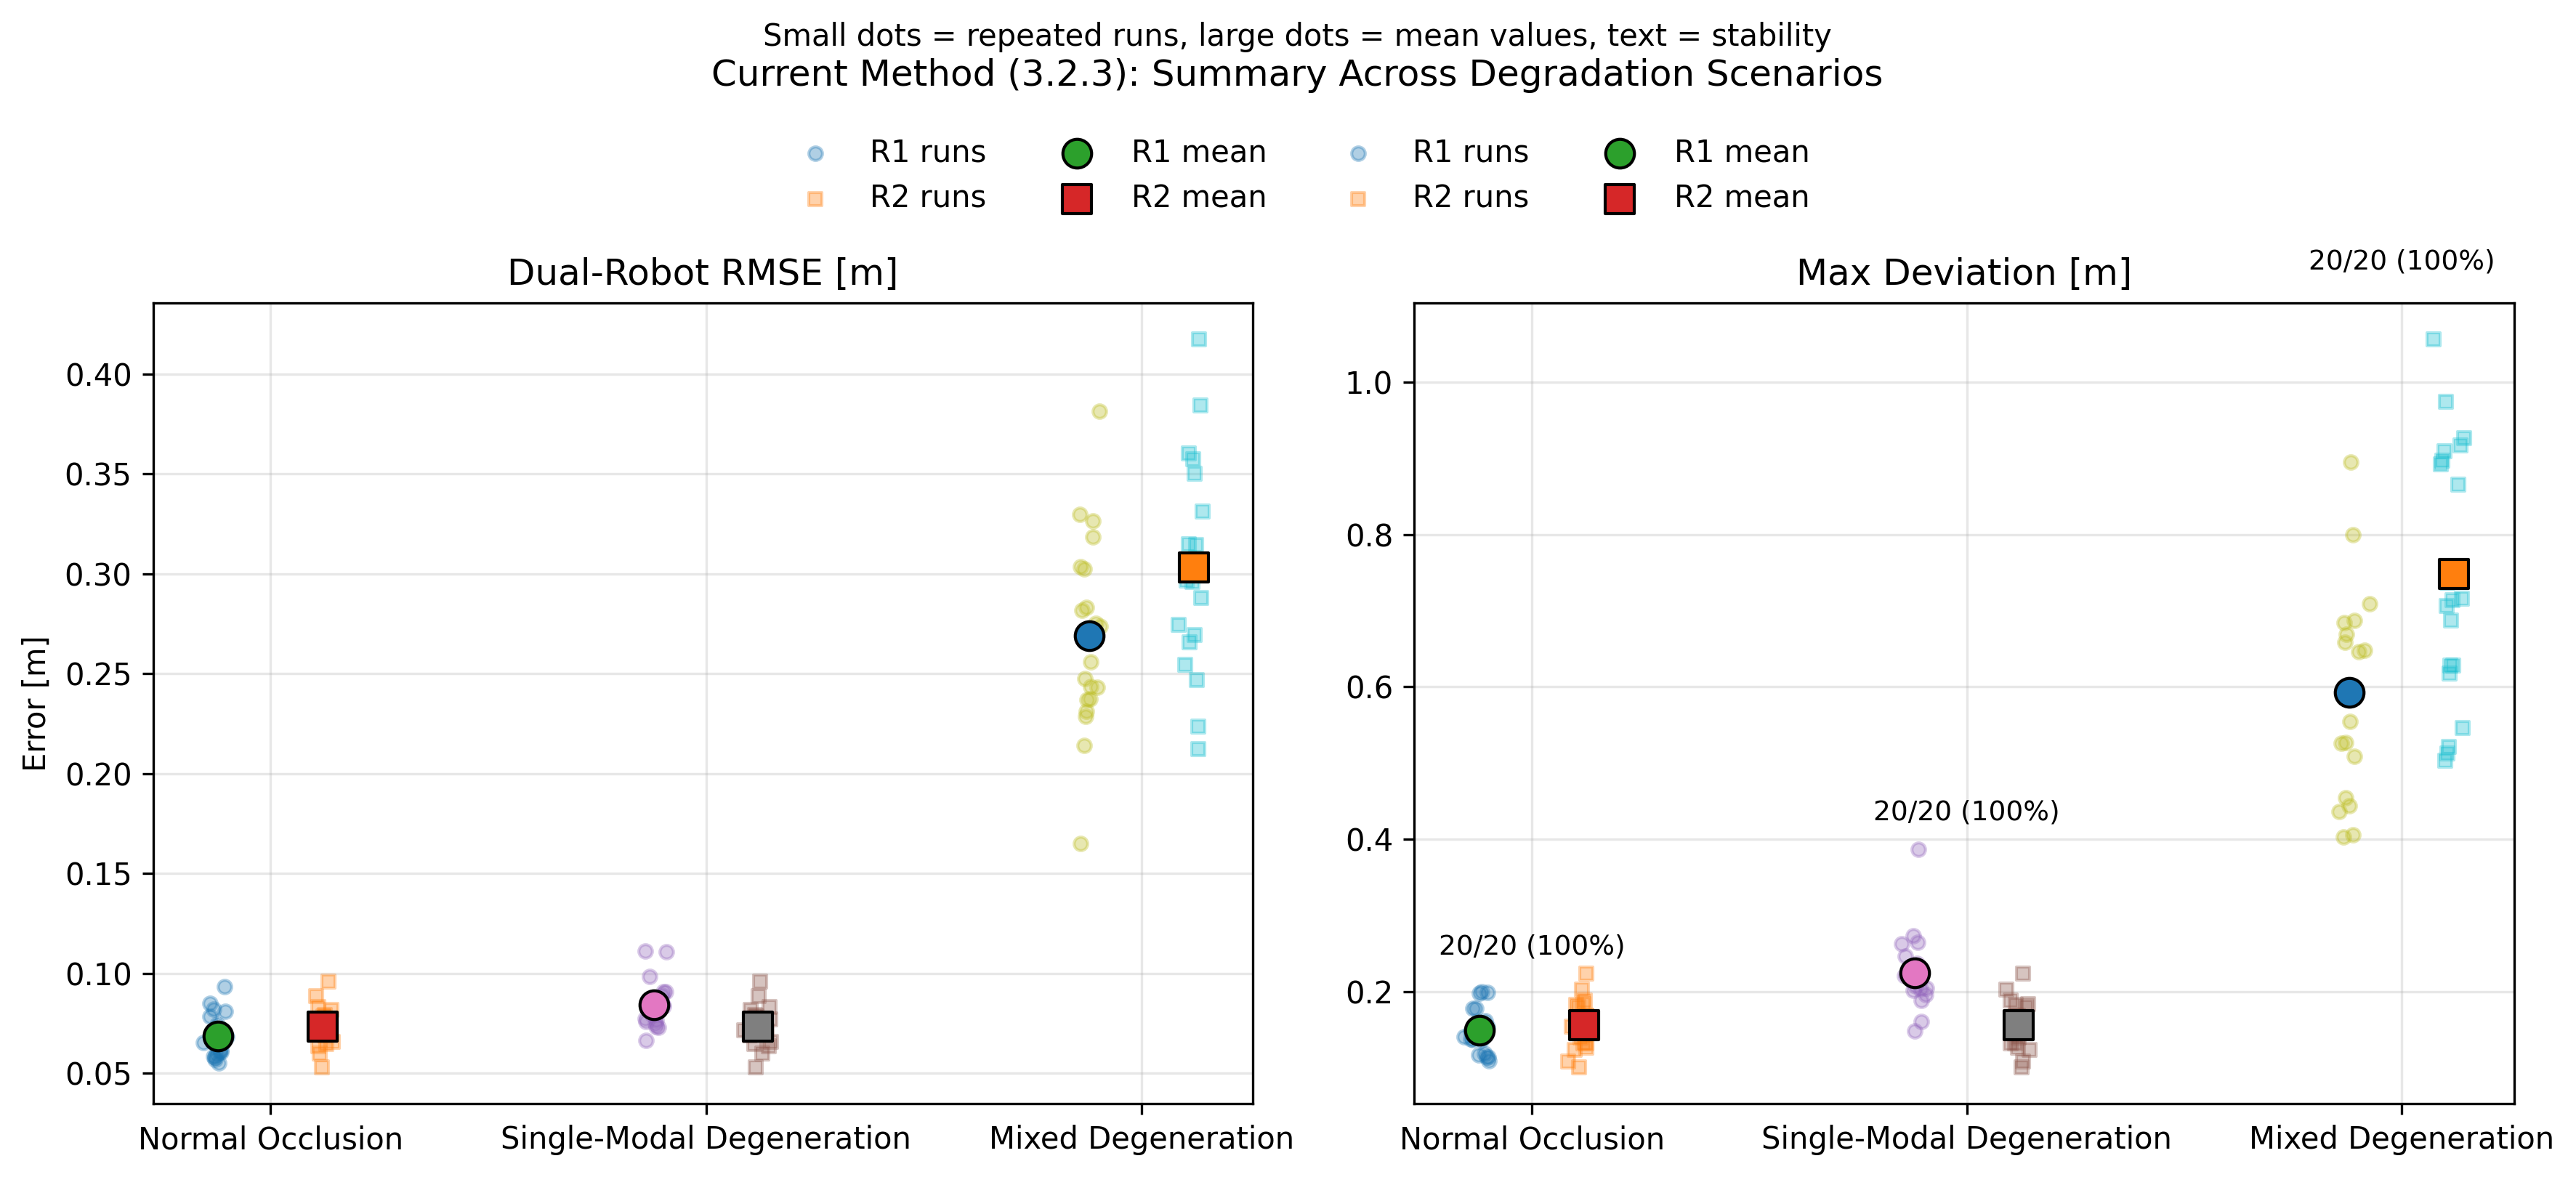 Small dots = repeated runs, large dots = mean values, text = stability
Current Method (3.2.3): Summary Across Degradation Scenarios
R1 runs R1 mean R1 runs R1 mean
R2 runs R2 mean R2 runs R2 mean
Dual-Robot RMSE [m]
Error [m]
0.40
0.35
0.30
0.25
0.20
0.15
0.10
0.05
Normal Occlusion Single-Modal Degeneration Mixed Degeneration
Max Deviation [m]
20/20 (100%)
1.0
0.8
0.6
0.4
0.2
20/20 (100%)
20/20 (100%)
Normal Occlusion Single-Modal Degeneration Mixed Degeneration